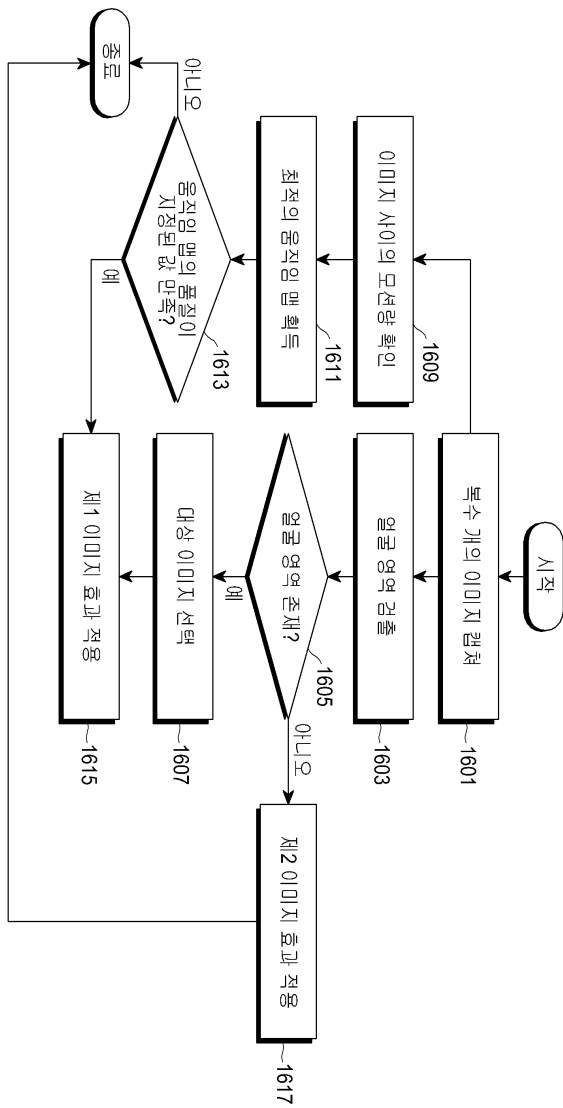 시작
복수 개의 이미지 캡처
1601
얼굴 영역 검출
1603
얼굴 영역 존재?
1605
예
아니오
대상 이미지 선택
1607
이미지 사이의 모션량 확인
1609
최적의 움직임 맵 획득
1611
움직임 맵의 품질이
지정된 값 만족?
1613
예
아니오
제1 이미지 효과 적용
1615
제2 이미지 효과 적용
1617
종료